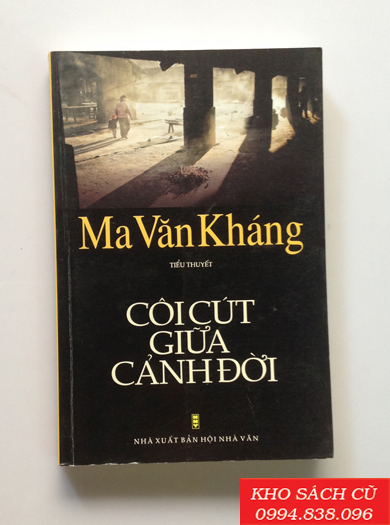 Ma Văn Kháng
TIỂU THUYẾT
CÔI CÚT
GIỮA
CẢNH ĐỜI
NHÀ XUẤT BẢN HỘI NHÀ VĂN
KHO SÁCH CŨ
0994.838.096